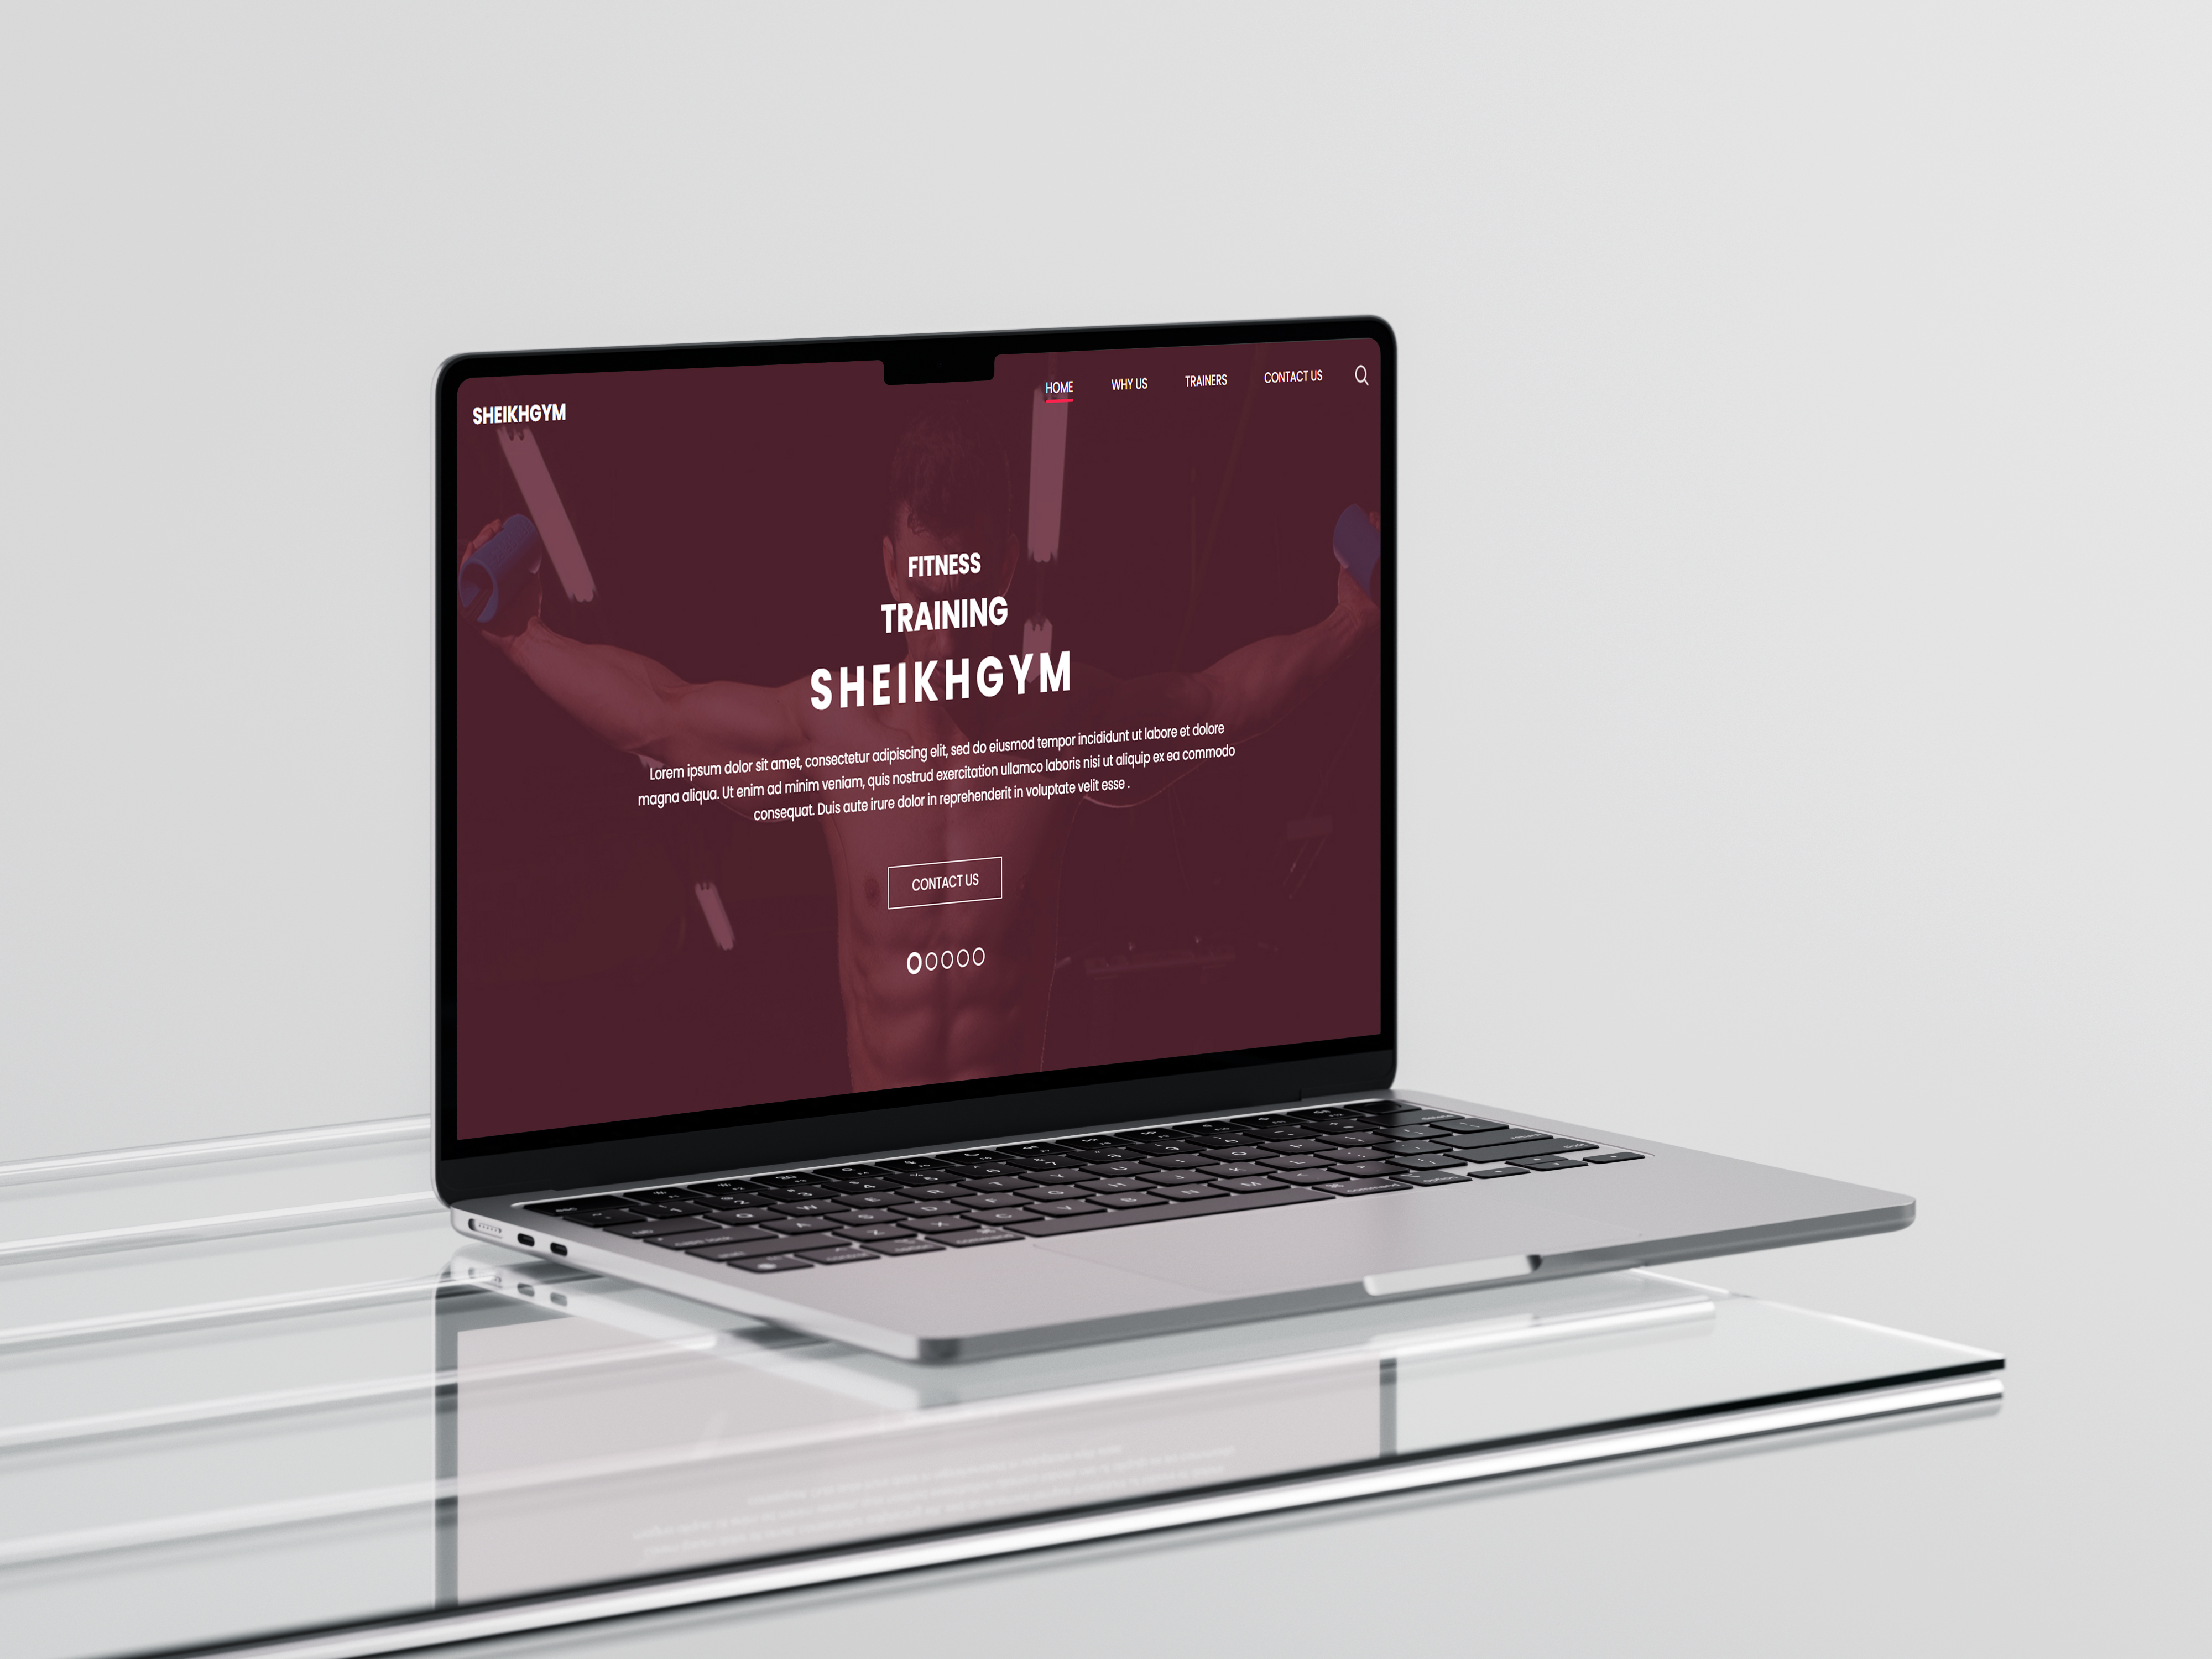 SHEIKHGYM
HOME WHY US TRAINERS CONTACT US
FITNESS
TRAINING
SHEIKHGYM
Lorem ipsum dolor sit amet, consectetur adipiscing elit, sed do eiusmod tempor incididunt ut labore et dolore
magna aliqua. Ut enim ad minim veniam, quis nostrud exercitation ullamco laboris nisi ut aliquip ex ea commodo
consequat. Duis aute irure dolor in reprehenderit in voluptate velit esse .
CONTACT US